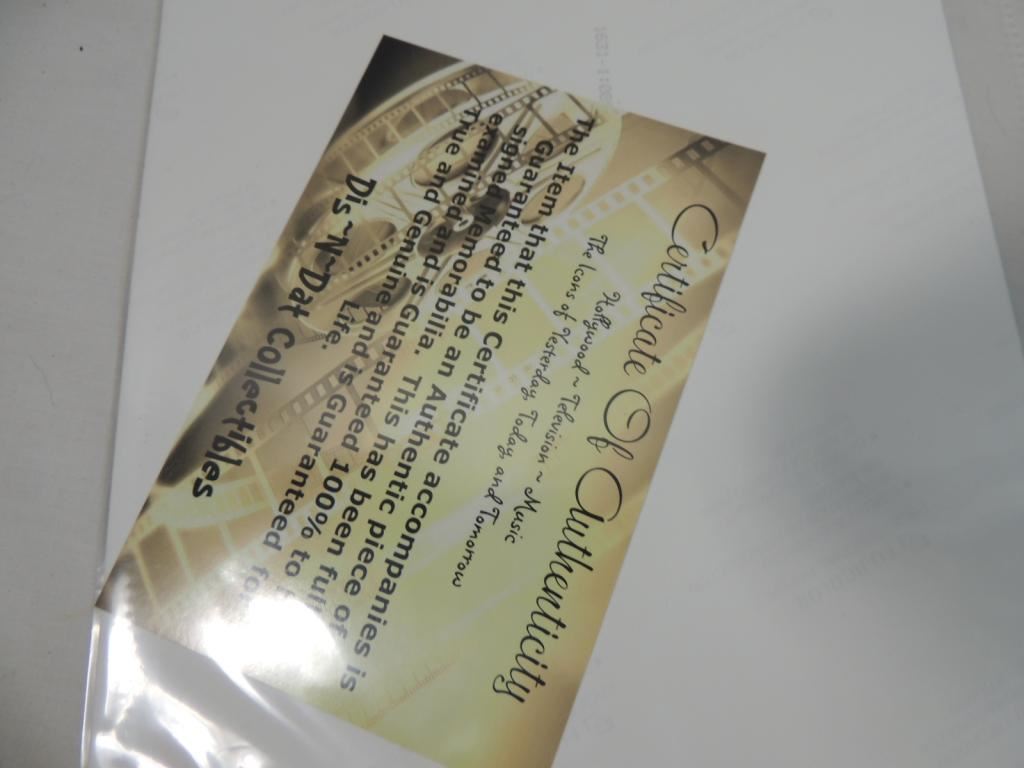 Certificate Of Authenticity
Hollywood ~ Television ~ Music
The Icons of Yesterday, Today and Tomorrow
The Item that this Certificate accompanies is
Guaranteed to be an Authentic piece of
signed Memorabilia. This has been
examined and is Guaranteed 100% to
True and Genuine and is Guaranteed for
Life.
Dis~N~Dat Collectibles